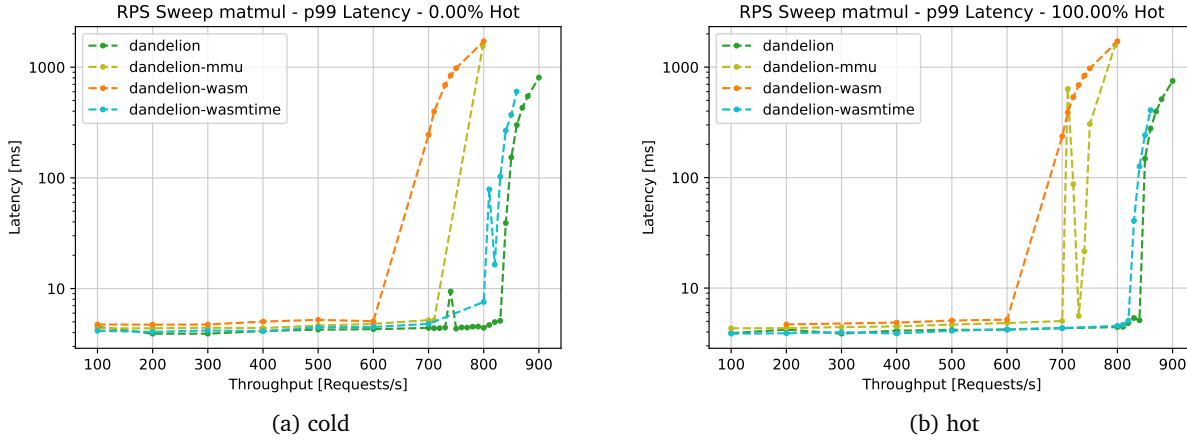 RPS Sweep matmul - p99 Latency - 0.00% Hot
dandelion
dandelion-mmu
dandelion-wasm
dandelion-wasmtime
Latency [ms]
1000
100
10
100 200 300 400 500 600 700 800 900
Throughput [Requests/s]
(a) cold
RPS Sweep matmul - p99 Latency - 100.00% Hot
dandelion
dandelion-mmu
dandelion-wasm
dandelion-wasmtime
Latency [ms]
1000
100
10
100 200 300 400 500 600 700 800 900
Throughput [Requests/s]
(b) hot